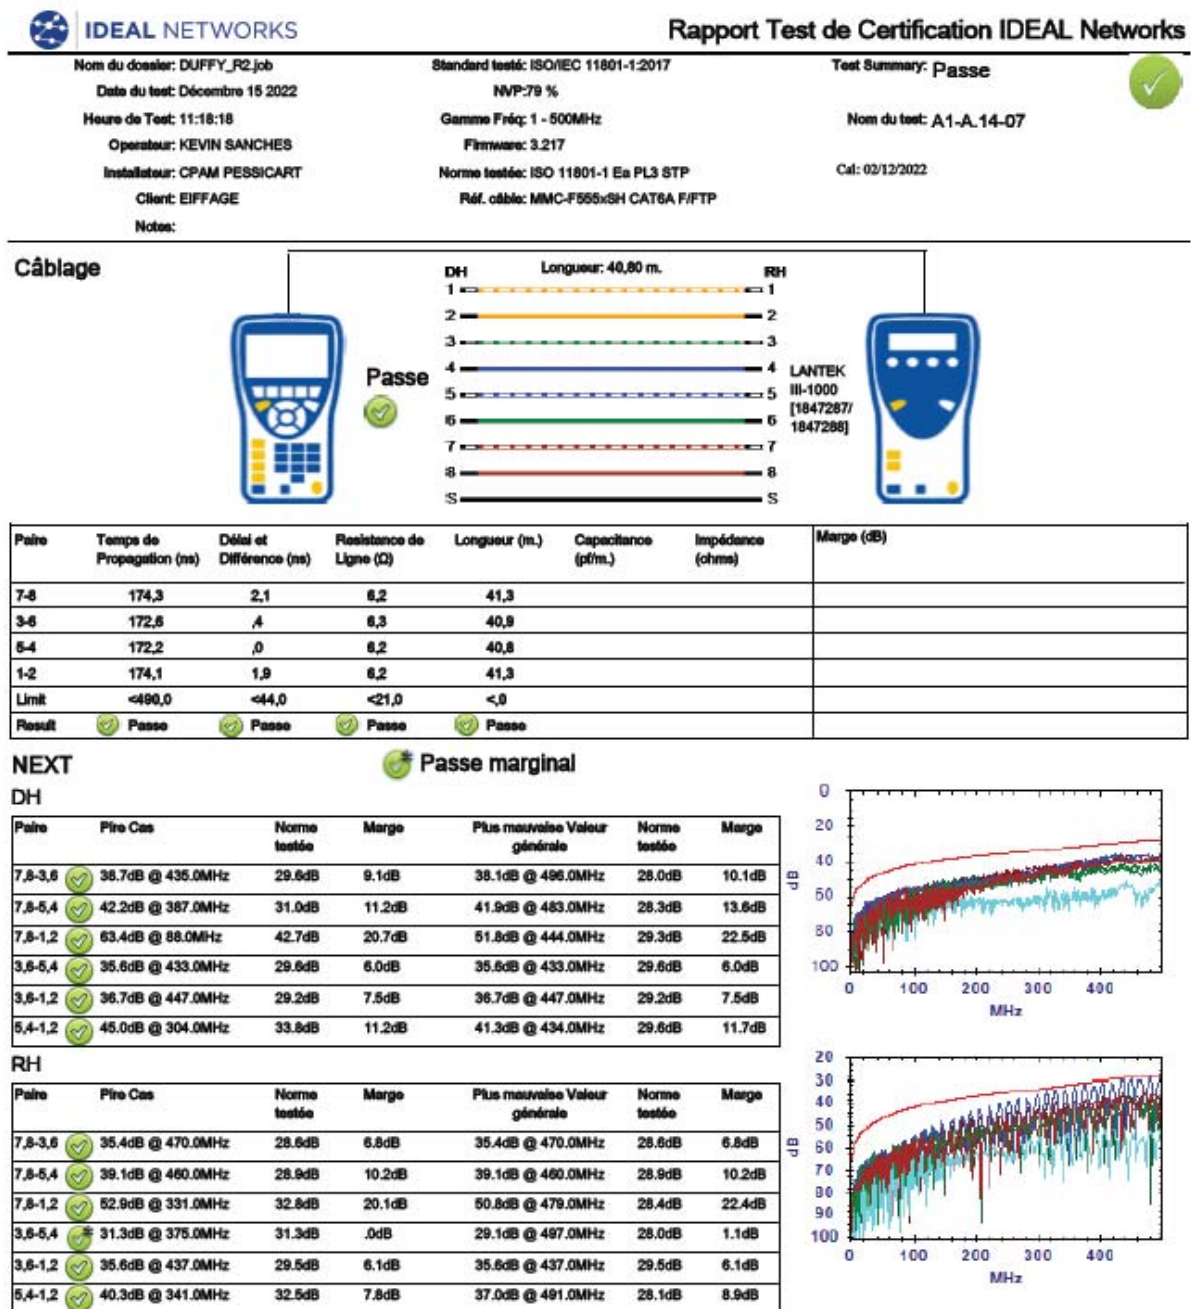 IDEAL NETWORKS
Rapport Test de Certification IDEAL Networks
Nom du dossier: DUFFY_R2.job
Standard testé: ISO/IEC 11801-1:2017
Test Summary: Passe
Date du test: Décembre 15 2022
NVP:79 %
Heure de Test: 11:18:18
Gamme Fréq: 1 - 500MHz
Nom du test: A1-A.14-07
Operateur: KEVIN SANCHES
Firmware: 3.217
Installateur: CPAM PESSICART
Norme testée: ISO 11801-1 Ea PL3 STP
Cal: 02/12/2022
Client: EIFFAGE
Réf. câble: MMC-F555xSH CAT6A F/FTP
Notes:
Câblage
DH
Longueur: 40,80 m.
RH
1 1
2 2
3 3
4 4
5 5
6 6
7 7
8 8
S S
Passe
LANTEK
III-1000
[1847287/
1847288]
Paire Temps de Propagation (ns) Délai et Différence (ns) Resistance de Ligne (Ω) Longueur (m.) Capacitance (pf/m.) Impédance (ohms) Marge (dB)
7-8 174,3 2,1 6,2 41,3
3-6 172,6 ,4 6,3 40,9
5-4 172,2 ,0 6,2 40,8
1-2 174,1 1,9 6,2 41,3
Limit <490,0 <44,0 <21,0 <,0
Result Passe Passe Passe Passe
NEXT
Passe marginal
DH
Paire Pire Cas Norme testée Marge Plus mauvaise Valeur générale Norme testée Marge
7,8-3,6 38.7dB @ 435.0MHz 29.6dB 9.1dB 38.1dB @ 496.0MHz 28.0dB 10.1dB
7,8-5,4 42.2dB @ 387.0MHz 31.0dB 11.2dB 41.9dB @ 483.0MHz 28.3dB 13.6dB
7,8-1,2 63.4dB @ 88.0MHz 42.7dB 20.7dB 51.8dB @ 444.0MHz 29.3dB 22.5dB
3,6-5,4 35.6dB @ 433.0MHz 29.6dB 6.0dB 35.6dB @ 433.0MHz 29.6dB 6.0dB
3,6-1,2 36.7dB @ 447.0MHz 29.2dB 7.5dB 36.7dB @ 447.0MHz 29.2dB 7.5dB
5,4-1,2 45.0dB @ 304.0MHz 33.8dB 11.2dB 41.3dB @ 434.0MHz 29.6dB 11.7dB
0
20
40
60
80
100
dB
0 100 200 300 400
MHz
RH
Paire Pire Cas Norme testée Marge Plus mauvaise Valeur générale Norme testée Marge
7,8-3,6 35.4dB @ 470.0MHz 28.6dB 6.8dB 35.4dB @ 470.0MHz 28.6dB 6.8dB
7,8-5,4 39.1dB @ 460.0MHz 28.9dB 10.2dB 39.1dB @ 460.0MHz 28.9dB 10.2dB
7,8-1,2 52.9dB @ 331.0MHz 32.8dB 20.1dB 50.8dB @ 479.0MHz 28.4dB 22.4dB
3,6-5,4 31.3dB @ 375.0MHz 31.3dB .0dB 29.1dB @ 497.0MHz 28.0dB 1.1dB
3,6-1,2 35.6dB @ 437.0MHz 29.5dB 6.1dB 35.6dB @ 437.0MHz 29.5dB 6.1dB
5,4-1,2 40.3dB @ 341.0MHz 32.5dB 7.8dB 37.0dB @ 491.0MHz 28.1dB 8.9dB
20
30
40
50
60
70
80
90
100
dB
0 100 200 300 400
MHz